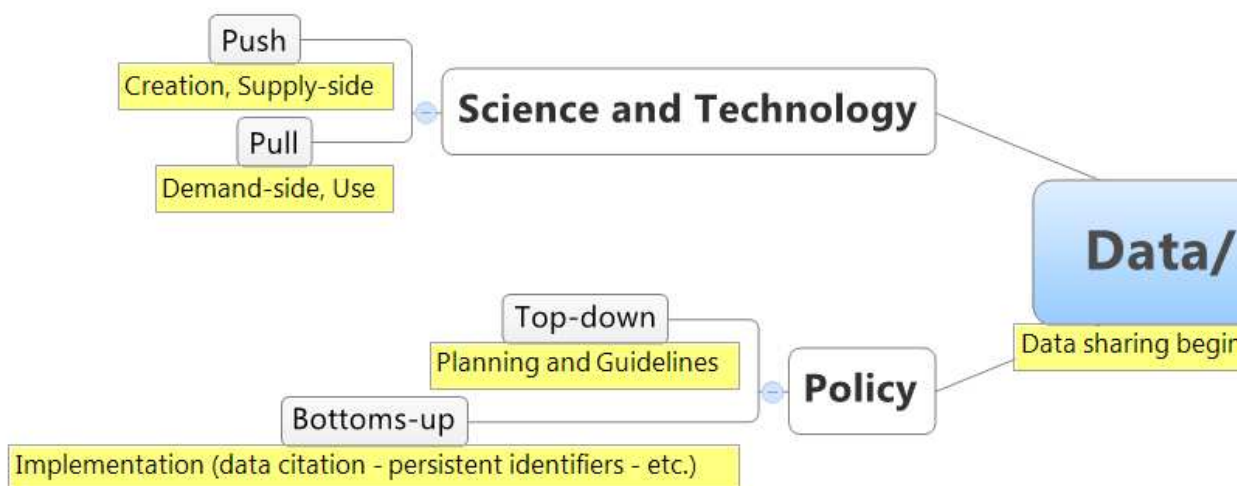 Push
Creation, Supply-side
Pull
Demand-side, Use
Science and Technology
Data/
Data sharing begin
Top-down
Planning and Guidelines
Bottoms-up
Implementation (data citation - persistent identifiers - etc.)
Policy